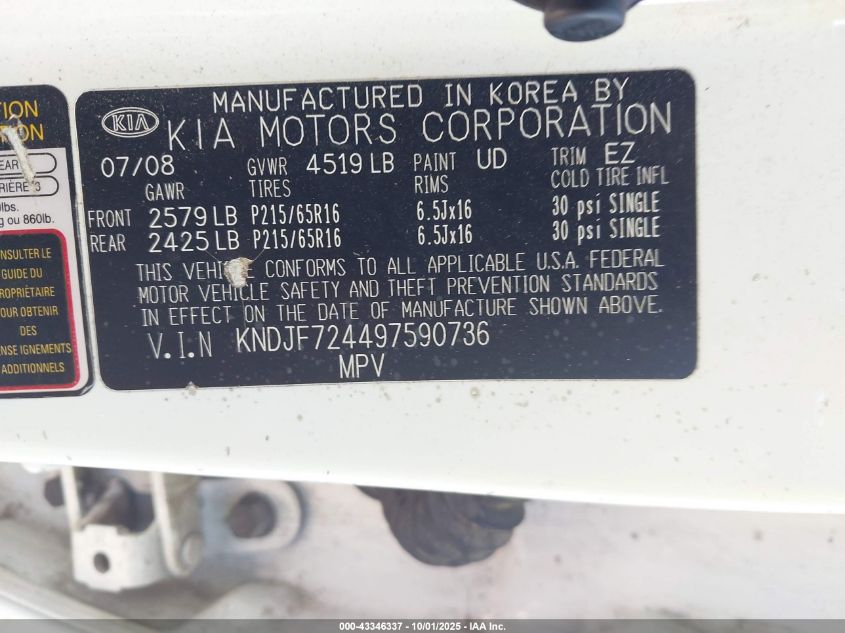 MANUFACTURED IN KOREA BY
KIA KIA MOTORS CORPORATION
07/08 GVWR 4519 LB PAINT UD TRIM EZ
GAWR TIRES RIMS COLD TIRE INFL
FRONT 2579 LB P215/65R16 6.5Jx16 30 psi SINGLE
REAR 2425 LB P215/65R16 6.5Jx16 30 psi SINGLE
THIS VEHICLE CONFORMS TO ALL APPLICABLE U.S.A. FEDERAL
MOTOR VEHICLE SAFETY AND THEFT PREVENTION STANDARDS
IN EFFECT ON THE DATE OF MANUFACTURE SHOWN ABOVE.
V.I.N KNDJF724497590736
MPV
TION
TION
EAR
RIÈRE 3
lbs.
g ou 860lb.
NSULTER LE
GUIDE DU
ROPRIÉTAIRE
OUR OBTENIR
DES
NSEIGNEMENTS
ADDITIONNELS
000-43346337 - 10/01/2025 - IAA Inc.